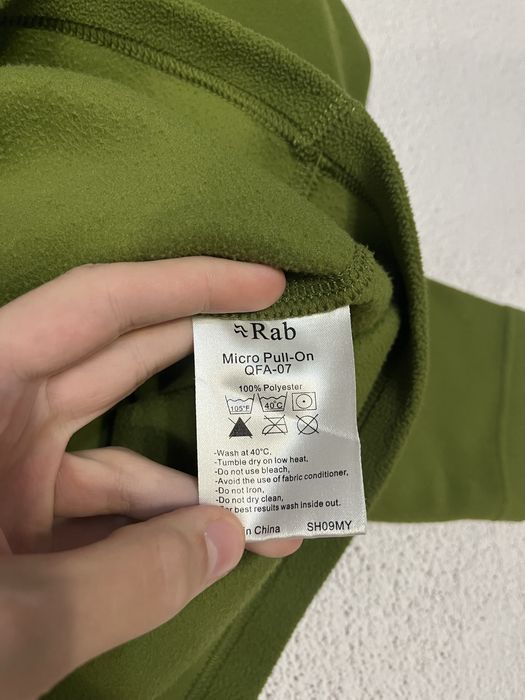 Rab
Micro Pull-On
QFA-07
100% Polyester
105°F 40°C
-Wash at 40°C,
-Tumble dry on low heat.
-Do not use bleach,
-Avoid the use of fabric conditioner,
-Do not Iron,
-Do not dry clean,
For best results wash inside out.
in China SH09MY